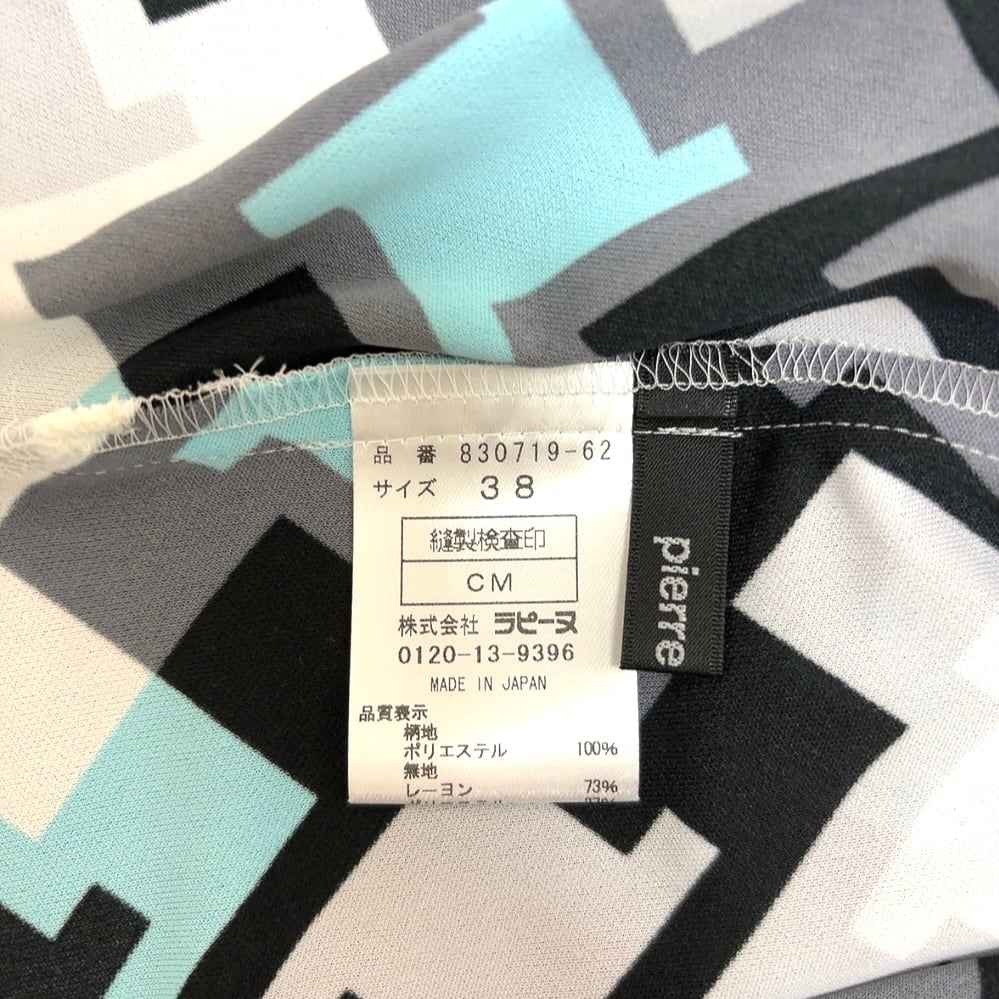 品 番 830719-62
サイズ 38
縫製検査印
CM
株式会社 ラピーヌ
0120-13-9396
MADE IN JAPAN
品質表示
柄地
ポリエステル 100%
無地
レーヨン 73%
pierre